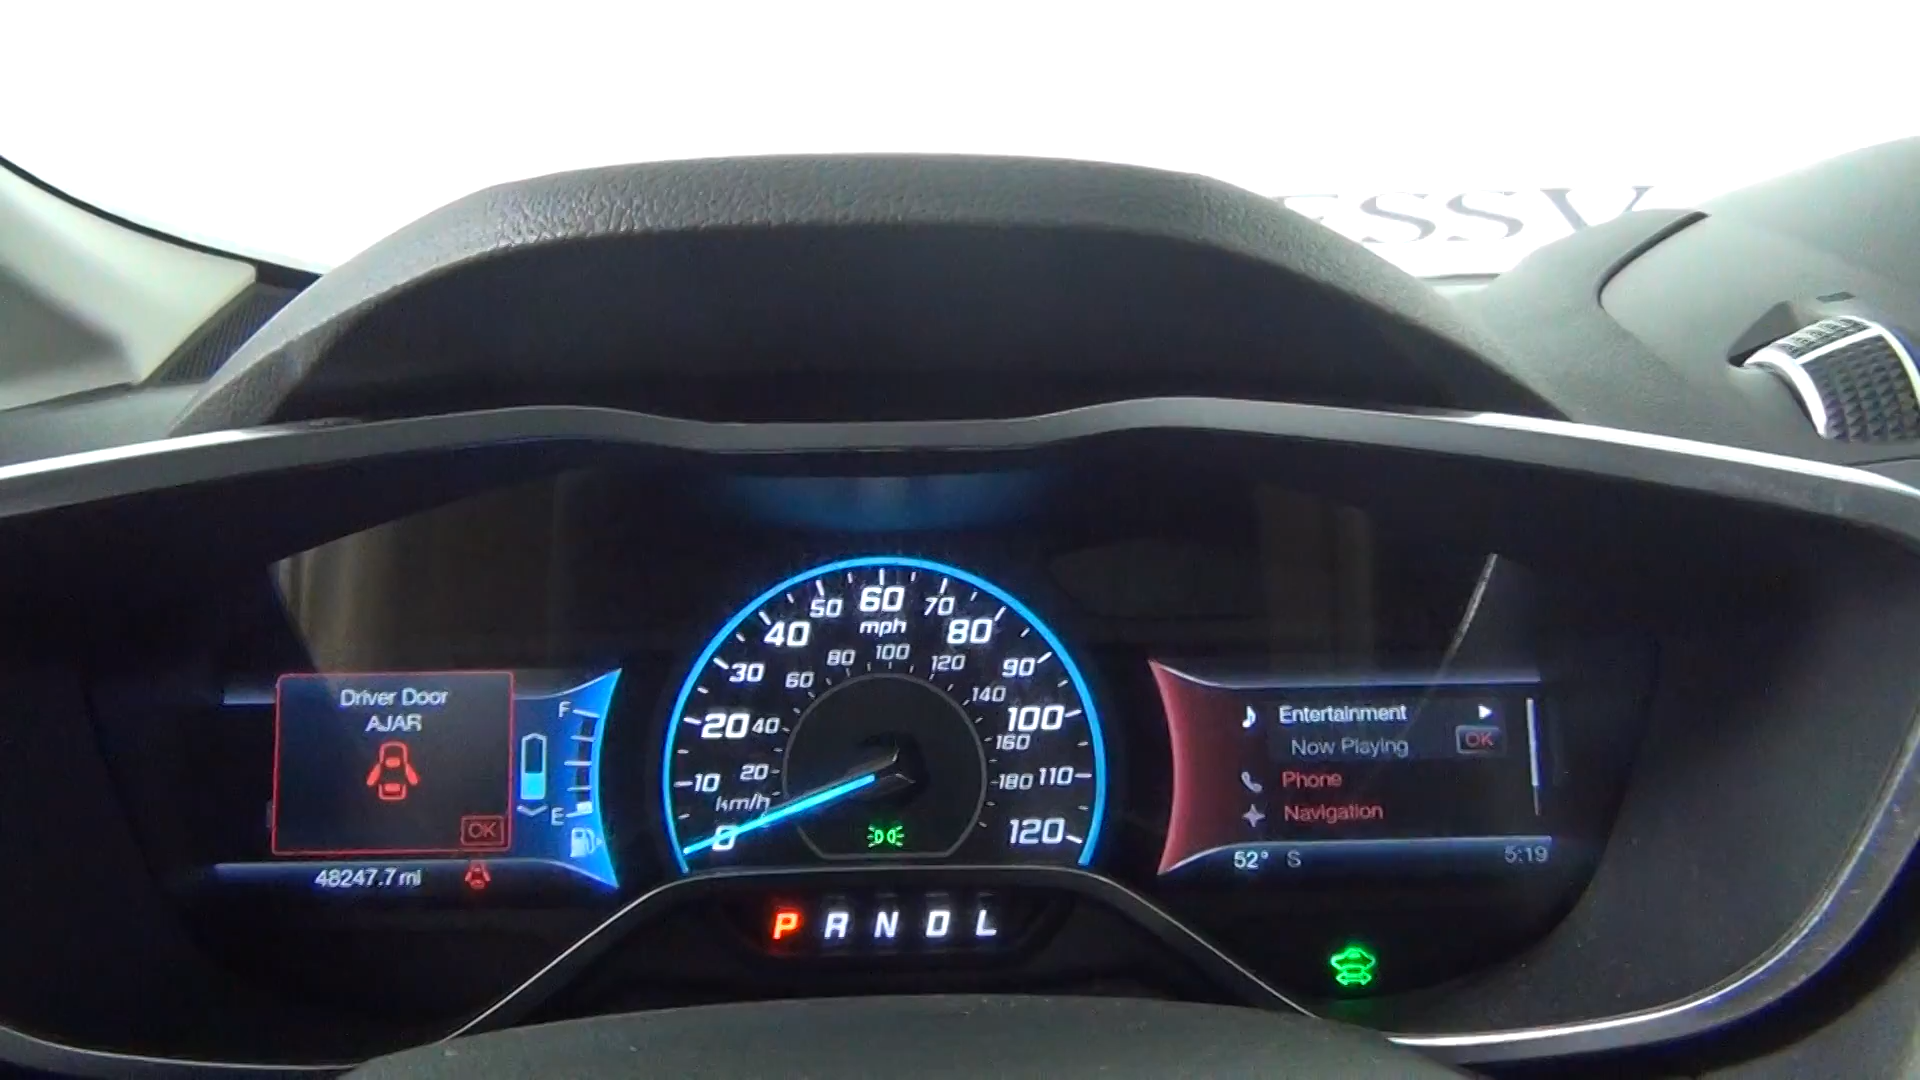 ESSV
50 60 70
40 mph 80
80 100 120
30 60 90
140
20 40 100
160
10 20 180 110
km/h
0 120
Driver Door
AJAR
OK
F
E
48247.7 mi
P R N D L
Entertainment
Now Playing OK
Phone
Navigation
52° S 5:19